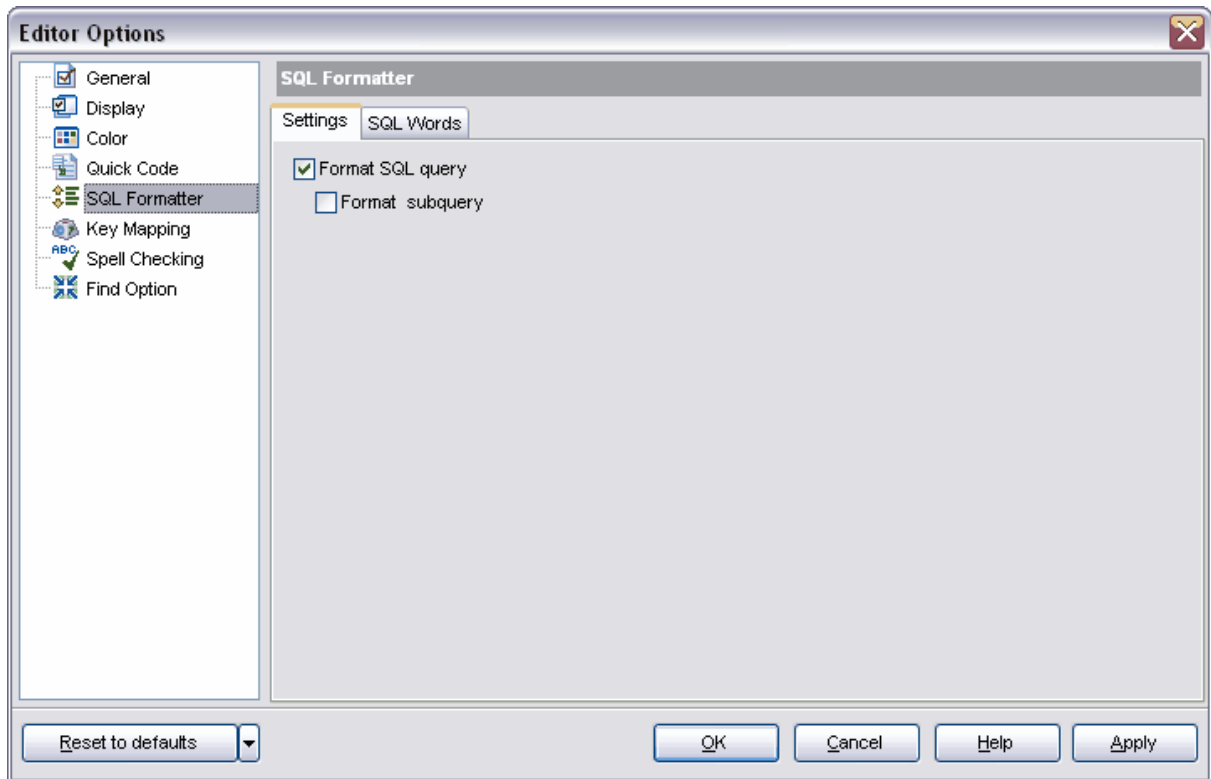 Editor Options
General
Display
Color
Quick Code
SQL Formatter
Key Mapping
ABC
Spell Checking
Find Option
SQL Formatter
Settings
SQL Words
Format SQL query
Format subquery
Reset to defaults
OK
Cancel
Help
Apply